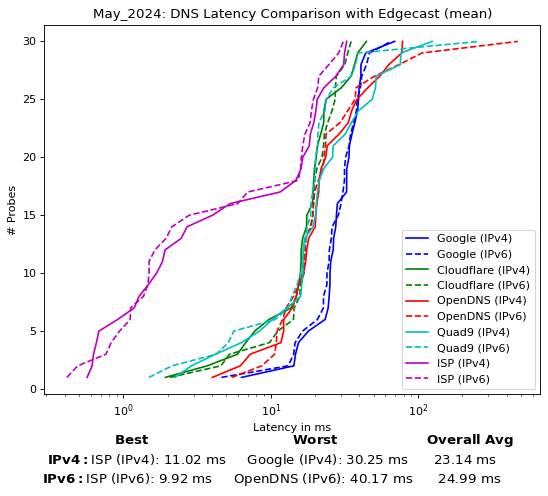 May_2024: DNS Latency Comparison with Edgecast (mean)
# Probes
30
25
20
15
10
5
0
Google (IPv4)
Google (IPv6)
Cloudflare (IPv4)
Cloudflare (IPv6)
OpenDNS (IPv4)
OpenDNS (IPv6)
Quad9 (IPv4)
Quad9 (IPv6)
ISP (IPv4)
ISP (IPv6)
10⁰ 10¹ 10²
Latency in ms
Best Worst Overall Avg
IPv4: ISP (IPv4): 11.02 ms Google (IPv4): 30.25 ms 23.14 ms
IPv6: ISP (IPv6): 9.92 ms OpenDNS (IPv6): 40.17 ms 24.99 ms